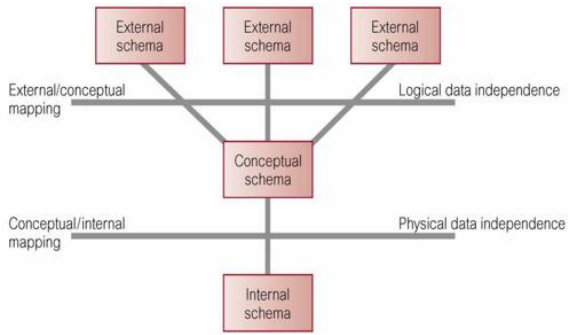 External
schema
External
schema
External
schema
External/conceptual
mapping
Logical data independence
Conceptual
schema
Conceptual/internal
mapping
Physical data independence
Internal
schema